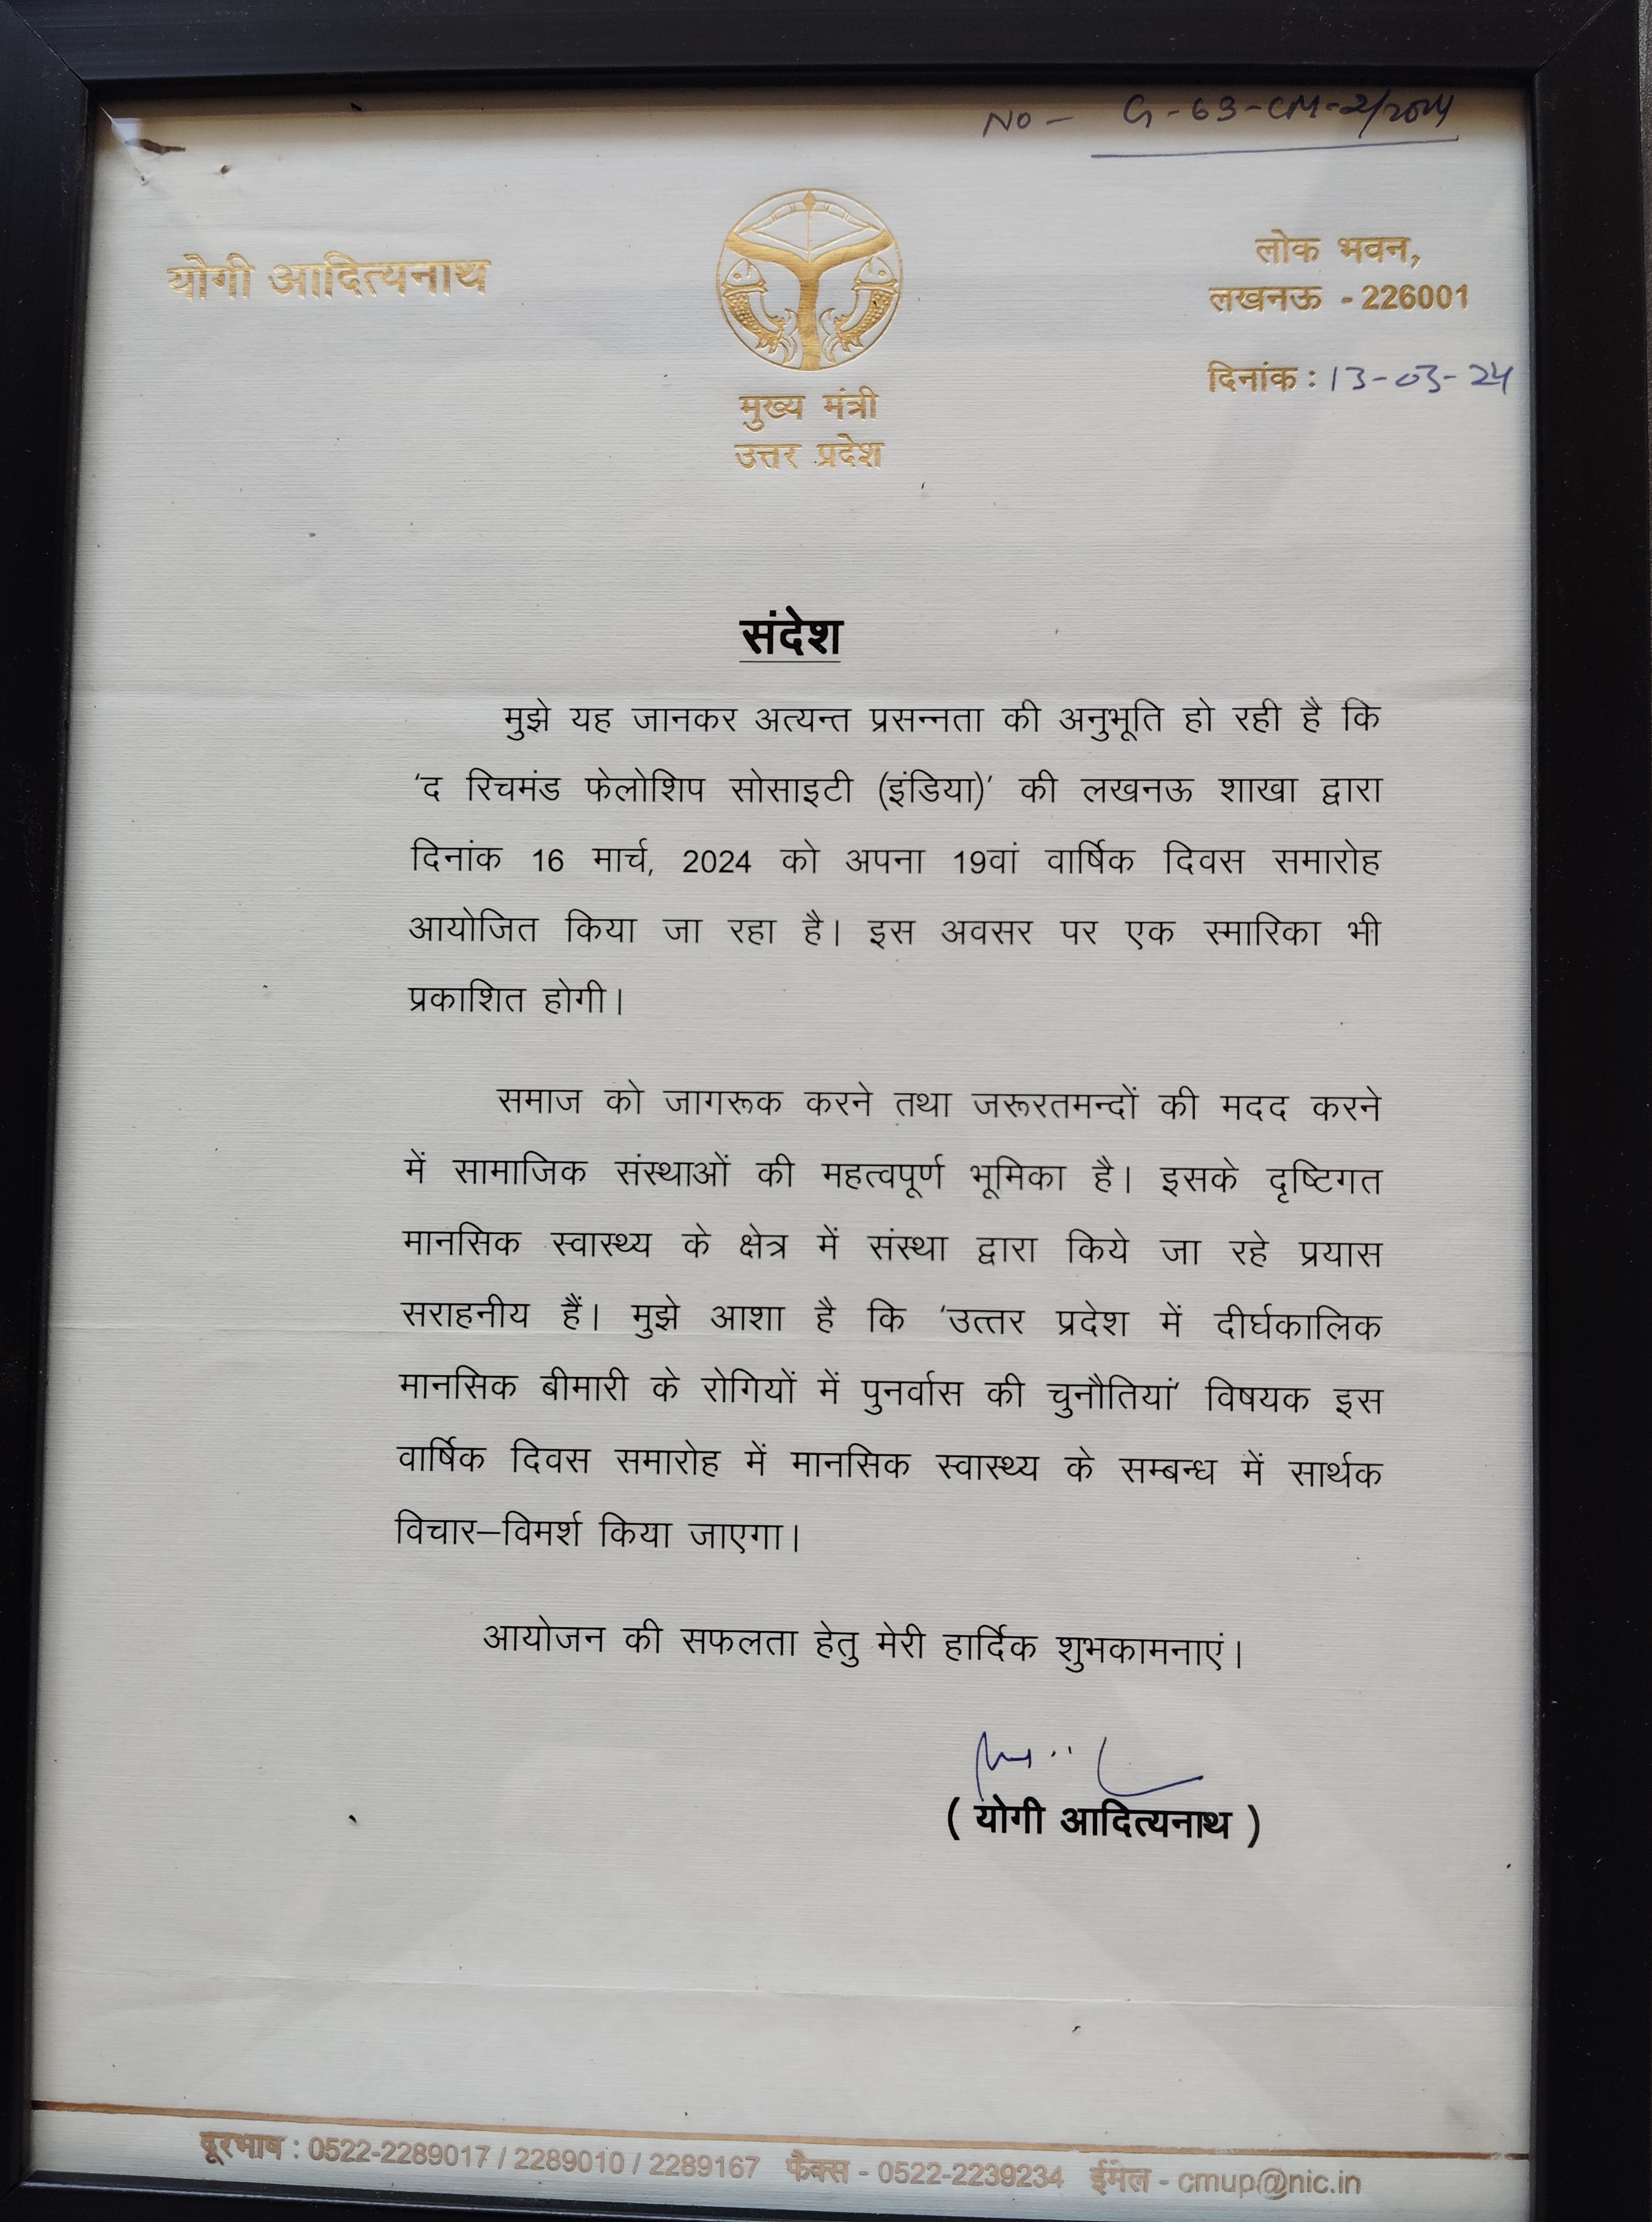 NO - G-63-CM-2/2024
योगी आदित्यनाथ
मुख्य मंत्री
उत्तर प्रदेश
लोक भवन,
लखनऊ - 226001
दिनांक : 13-03-24
संदेश
मुझे यह जानकर अत्यन्त प्रसन्नता की अनुभूति हो रही है कि
'द रिचमंड फेलोशिप सोसाइटी (इंडिया)' की लखनऊ शाखा द्वारा
दिनांक 16 मार्च, 2024 को अपना 19वां वार्षिक दिवस समारोह
आयोजित किया जा रहा है। इस अवसर पर एक स्मारिका भी
प्रकाशित होगी।
समाज को जागरूक करने तथा जरूरतमन्दों की मदद करने
में सामाजिक संस्थाओं की महत्वपूर्ण भूमिका है। इसके दृष्टिगत
मानसिक स्वास्थ्य के क्षेत्र में संस्था द्वारा किये जा रहे प्रयास
सराहनीय हैं। मुझे आशा है कि 'उत्तर प्रदेश में दीर्घकालिक
मानसिक बीमारी के रोगियों में पुनर्वास की चुनौतियां' विषयक इस
वार्षिक दिवस समारोह में मानसिक स्वास्थ्य के सम्बन्ध में सार्थक
विचार–विमर्श किया जाएगा।
आयोजन की सफलता हेतु मेरी हार्दिक शुभकामनाएं।
( योगी आदित्यनाथ )
दूरभाष : 0522-2289017 / 2289010 / 2289167 फैक्स - 0522-2239234 ईमेल - cmup@nic.in